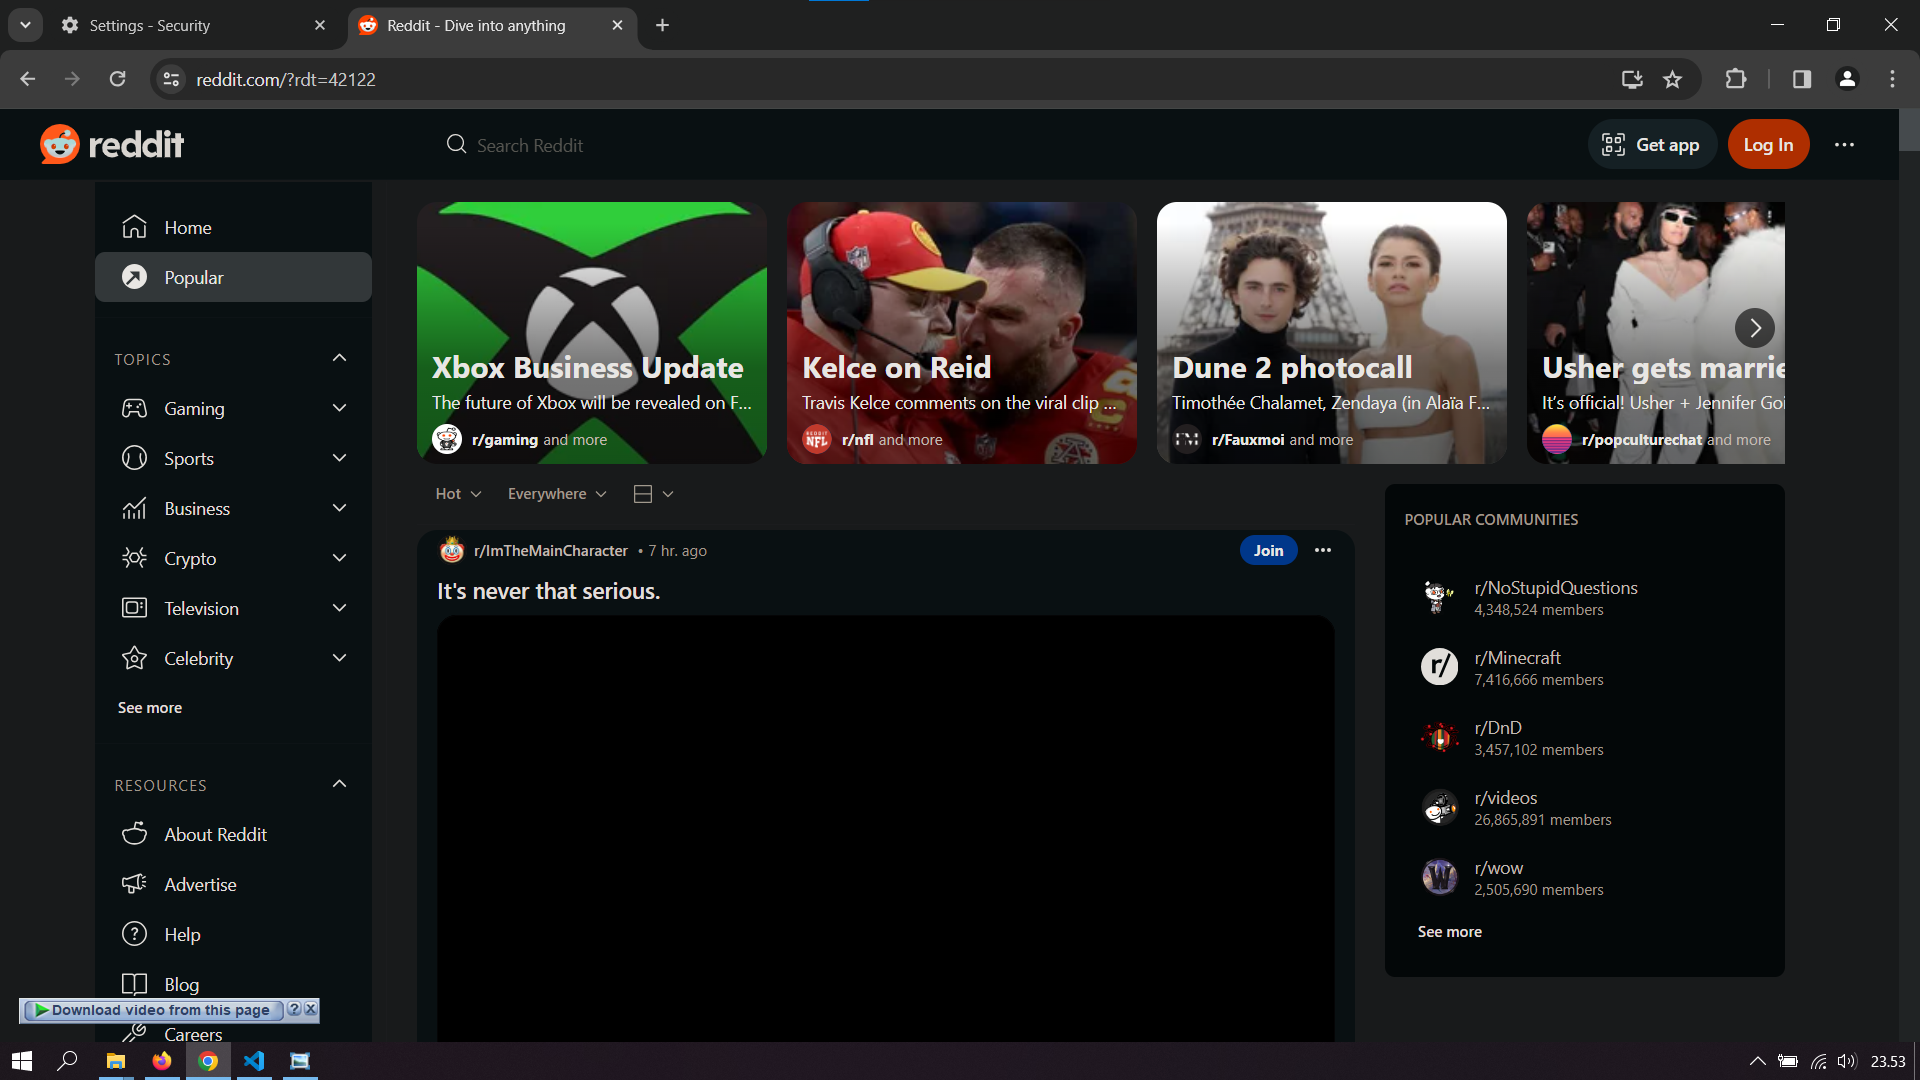 Settings - Security
Reddit - Dive into anything
reddit.com/?rdt=42122
reddit
Search Reddit
Get app
Log In
Home
Popular
TOPICS
Gaming
Sports
Business
Crypto
Television
Celebrity
See more
RESOURCES
About Reddit
Advertise
Help
Blog
Careers
Download video from this page
Xbox Business Update
The future of Xbox will be revealed on F...
r/gaming and more
Kelce on Reid
Travis Kelce comments on the viral clip ...
REDDIT
NFL
r/nfl and more
Dune 2 photocall
Timothée Chalamet, Zendaya (in Alaïa F...
r/Fauxmoi and more
Usher gets marrie
It's official! Usher + Jennifer Goi
r/popculturechat and more
Hot
Everywhere
r/ImTheMainCharacter • 7 hr. ago
Join
It's never that serious.
POPULAR COMMUNITIES
r/NoStupidQuestions
4,348,524 members
r/
r/Minecraft
7,416,666 members
r/DnD
3,457,102 members
r/videos
26,865,891 members
r/wow
2,505,690 members
See more
23.53